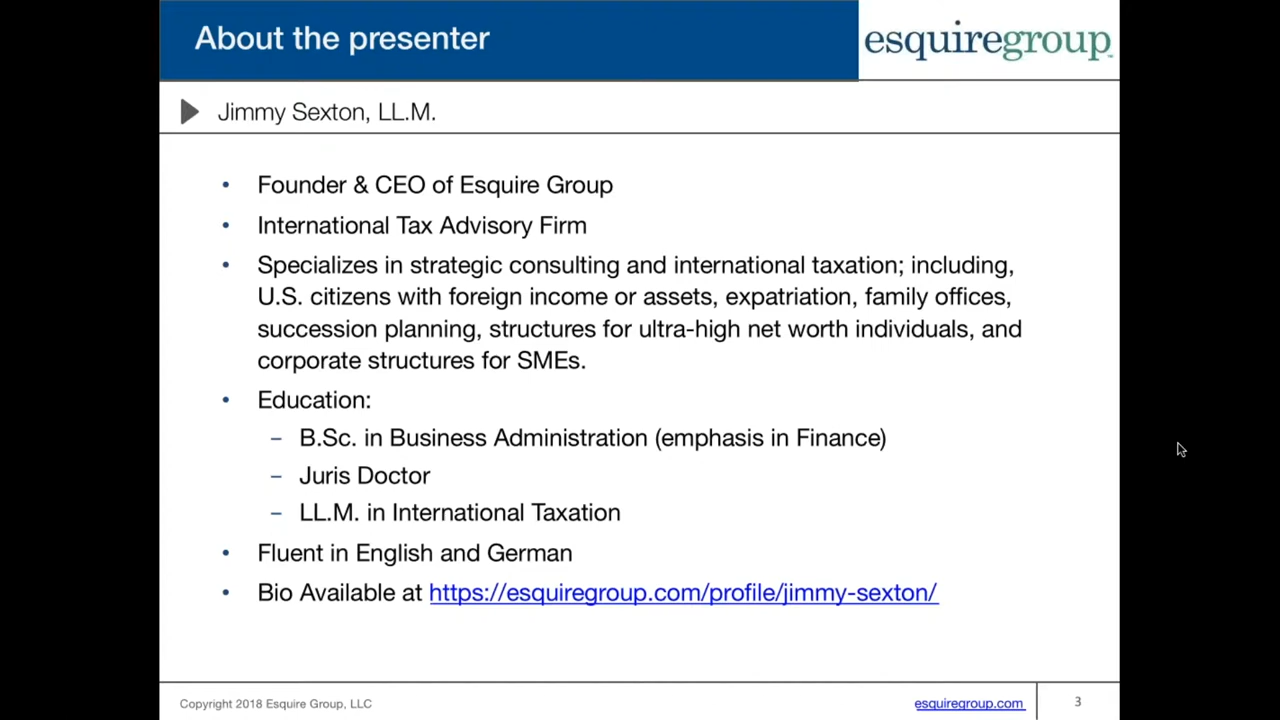 About the presenter
esquiregroup
Jimmy Sexton, LL.M.
• Founder & CEO of Esquire Group
• International Tax Advisory Firm
• Specializes in strategic consulting and international taxation; including,
U.S. citizens with foreign income or assets, expatriation, family offices,
succession planning, structures for ultra-high net worth individuals, and
corporate structures for SMEs.
• Education:
– B.Sc. in Business Administration (emphasis in Finance)
– Juris Doctor
– LL.M. in International Taxation
• Fluent in English and German
• Bio Available at https://esquiregroup.com/profile/jimmy-sexton/
Copyright 2018 Esquire Group, LLC
esquiregroup.com
3